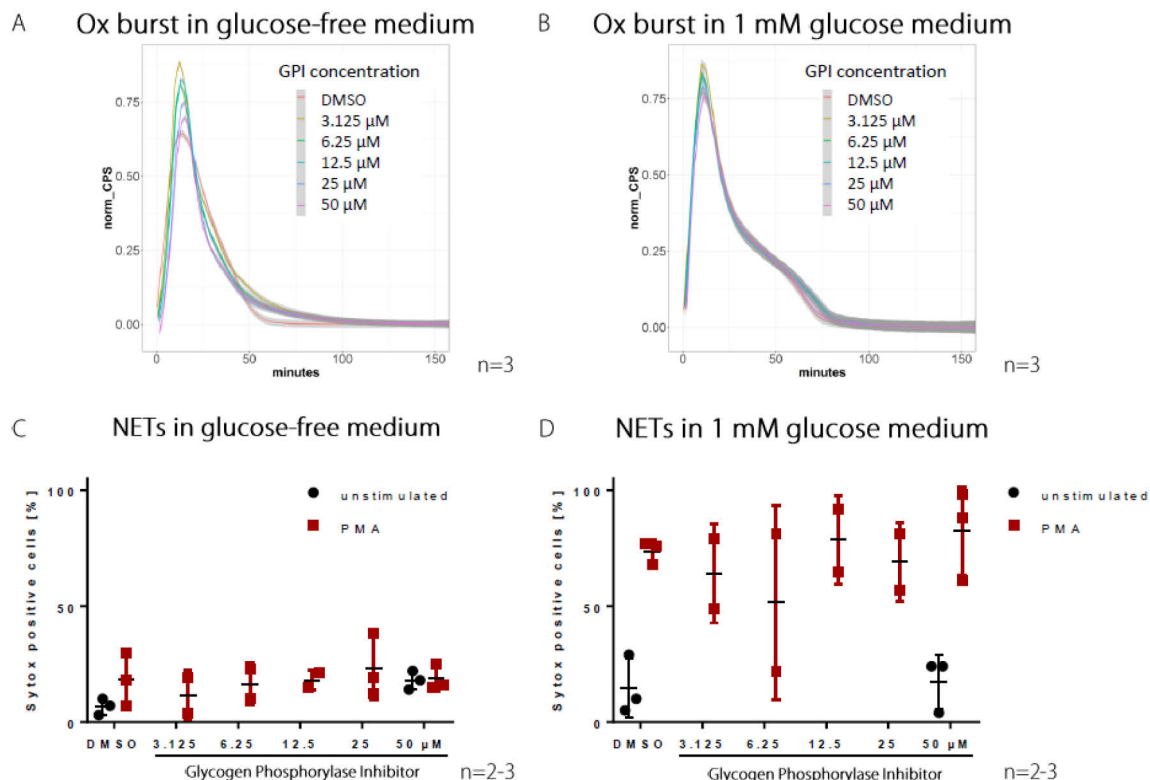 A Ox burst in glucose-free medium
GPI concentration
DMSO
3.125 µM
6.25 µM
12.5 µM
25 µM
50 µM
norm_CPS
0.75
0.50
0.25
0.00
0 50 100 150
minutes
n=3
B Ox burst in 1 mM glucose medium
GPI concentration
DMSO
3.125 µM
6.25 µM
12.5 µM
25 µM
50 µM
norm_CPS
0.75
0.50
0.25
0.00
0 50 100 150
minutes
n=3
C NETs in glucose-free medium
unstimulated
PMA
Sytox positive cells [%]
100
50
0
DMSO 3.125 6.25 12.5 25 50 µM
Glycogen Phosphorylase Inhibitor
n=2-3
D NETs in 1 mM glucose medium
unstimulated
PMA
Sytox positive cells [%]
100
50
0
DMSO 3.125 6.25 12.5 25 50 µM
Glycogen Phosphorylase Inhibitor
n=2-3